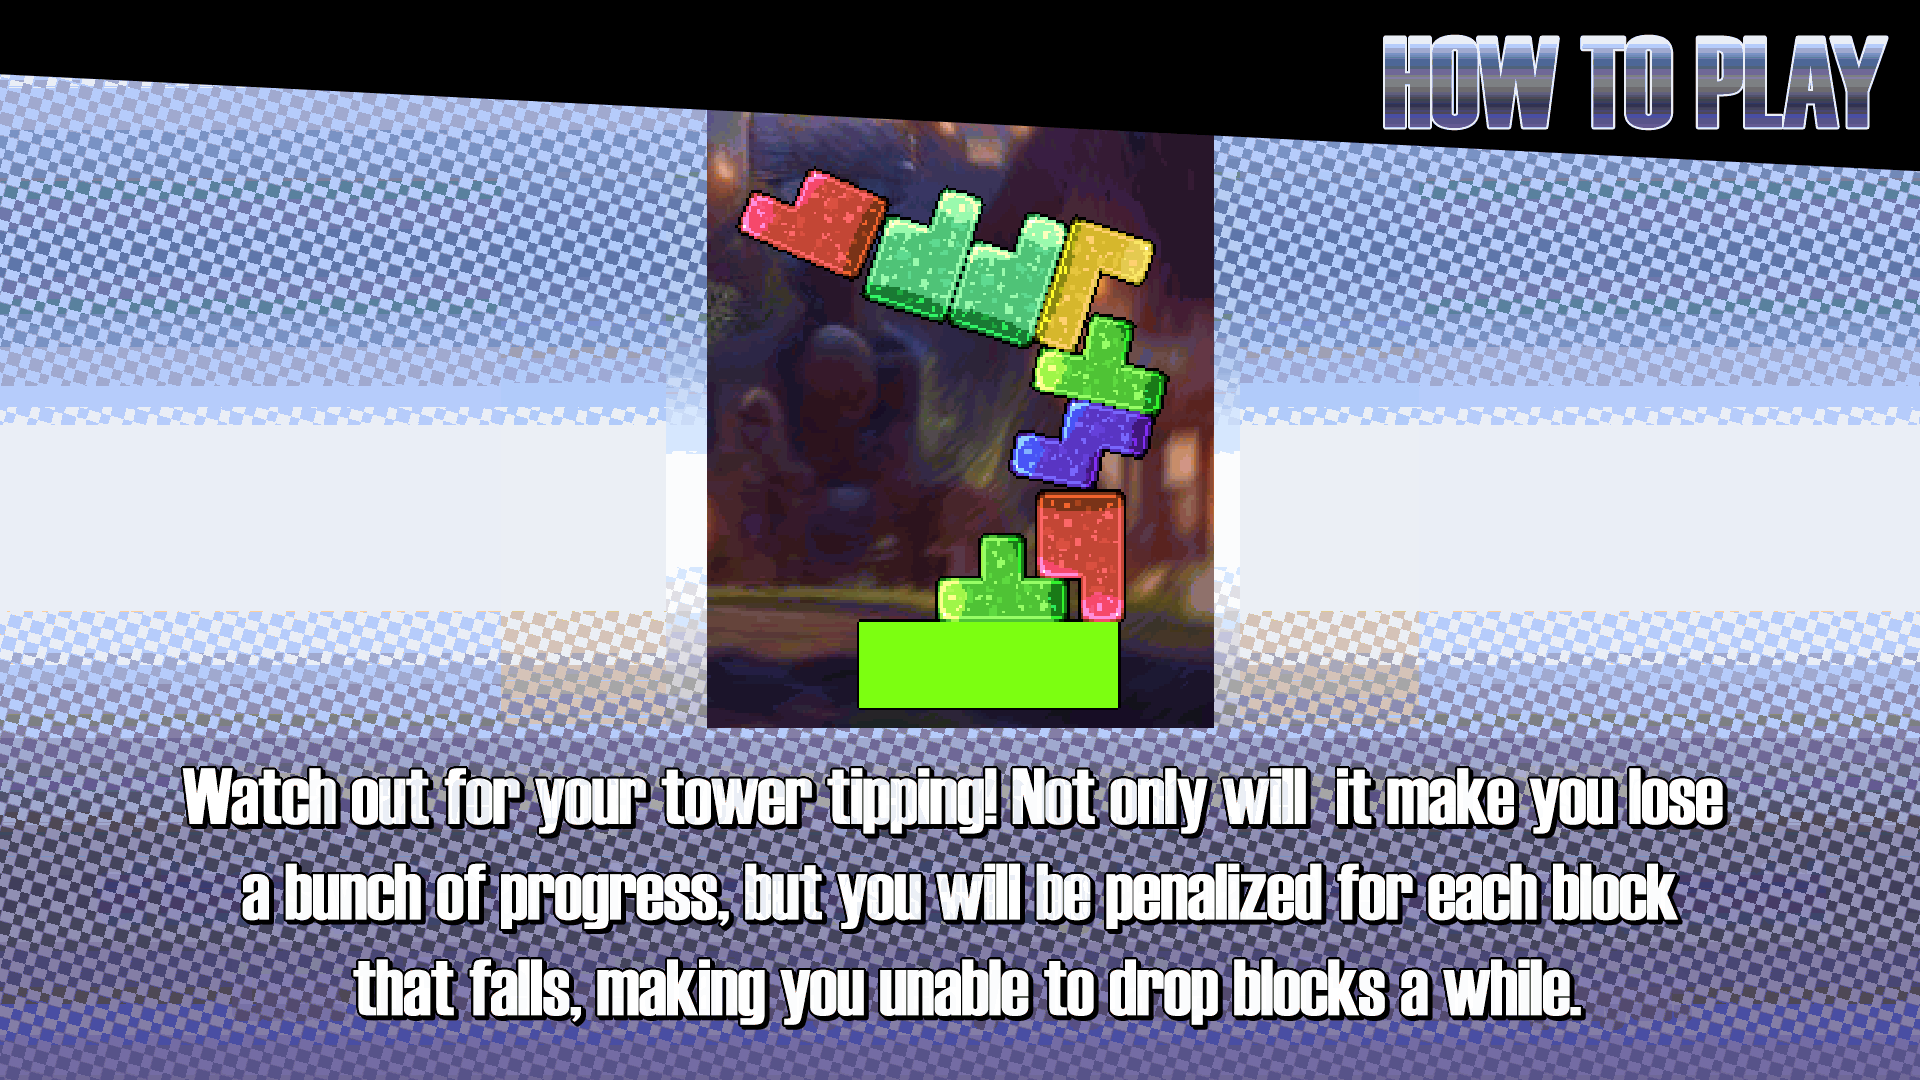 HOW TO PLAY
Watch out for your tower tipping! Not only will  it make you lose
a bunch of progress, but you will be penalized for each block
that falls, making you unable to drop blocks a while.